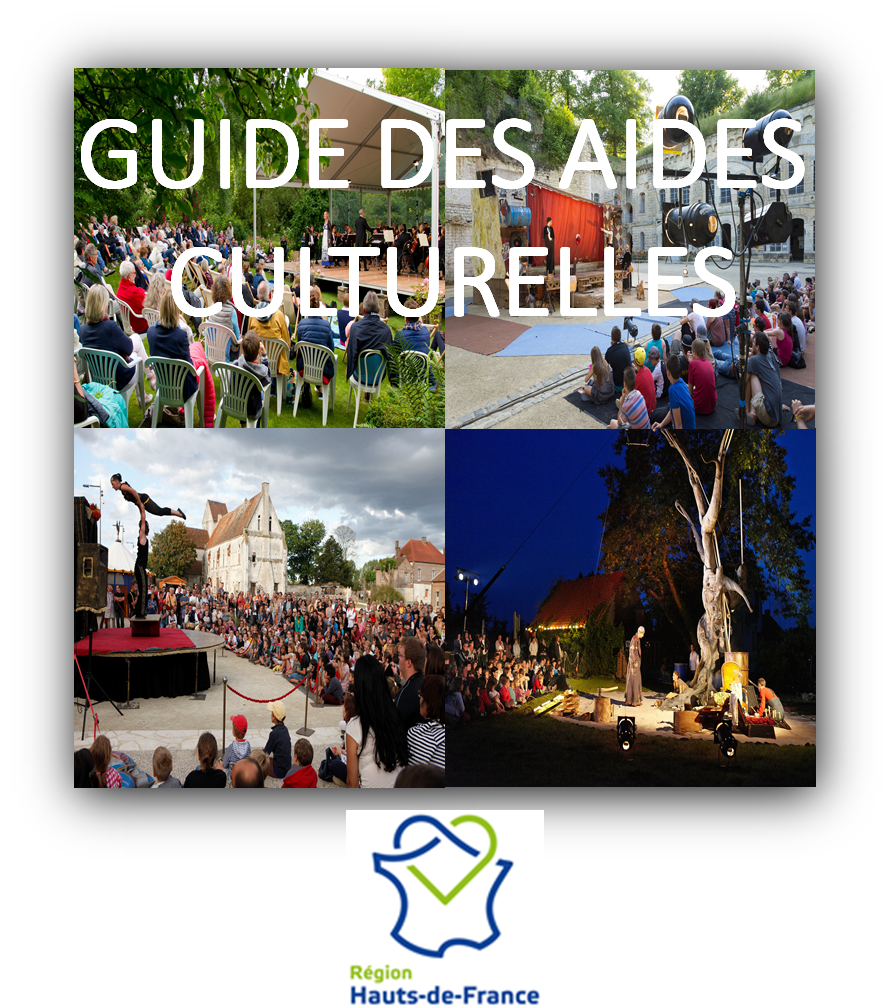 GUIDE DES AIDES
CULTURELLES
Région
Hauts-de-France